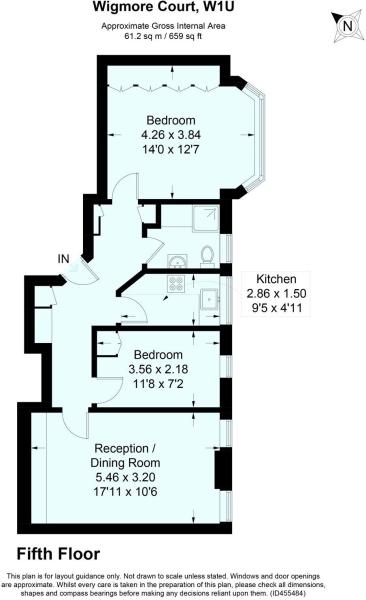 Wigmore Court, W1U
Approximate Gross Internal Area
61.2 sq m / 659 sq ft
N
Bedroom
4.26 x 3.84
14'0 x 12'7
IN
Kitchen
2.86 x 1.50
9'5 x 4'11
Bedroom
3.56 x 2.18
11'8 x 7'2
Reception /
Dining Room
5.46 x 3.20
17'11 x 10'6
Fifth Floor
This plan is for layout guidance only. Not drawn to scale unless stated. Windows and door openings
are approximate. Whilst every care is taken in the preparation of this plan, please check all dimensions,
shapes and compass bearings before making any decisions reliant upon them. (ID455484)